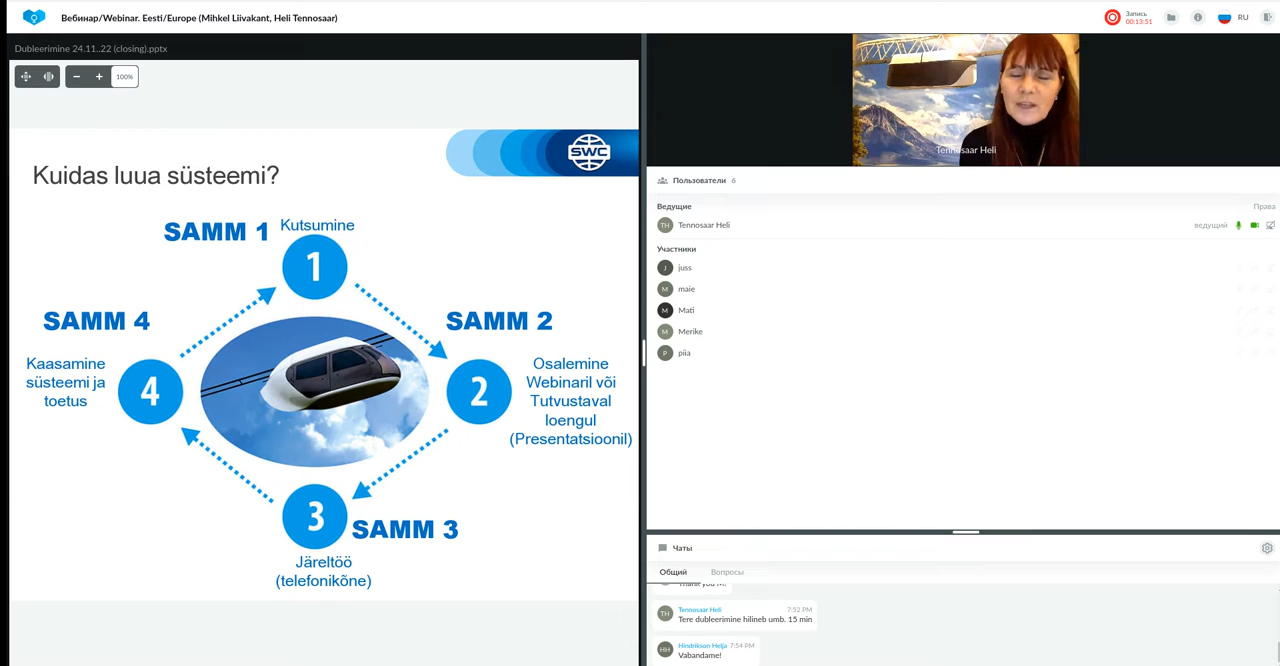 Вебинар/Webinar. Eesti/Europe (Mihkel Liivakant, Heli Tennosaar)
Запись
00:13:51
RU
Dubleerimine 24.11..22 (closing).pptx
100%
SWC
Kuidas luua süsteemi?
SAMM 1
Kutsumine
1
SAMM 4
SAMM 2
Kaasamine
süsteemi ja
toetus
4
2
Osalemine
Webinaril või
Tutvustaval
loengul
(Presentatsioonil)
3
SAMM 3
Järeltöö
(telefonikõne)
Tennosaar Heli
Пользователи 6
Ведущие
Права
TH Tennosaar Heli
ведущий
Участники
J juss
M maie
M Mati
M Merike
P piia
Чаты
Общий
Вопросы
TH Tennosaar Heli 7:52 PM
Tere dubleerimine hilineb umb. 15 min
HH Hindrikson Helja 7:54 PM
Vabandame!